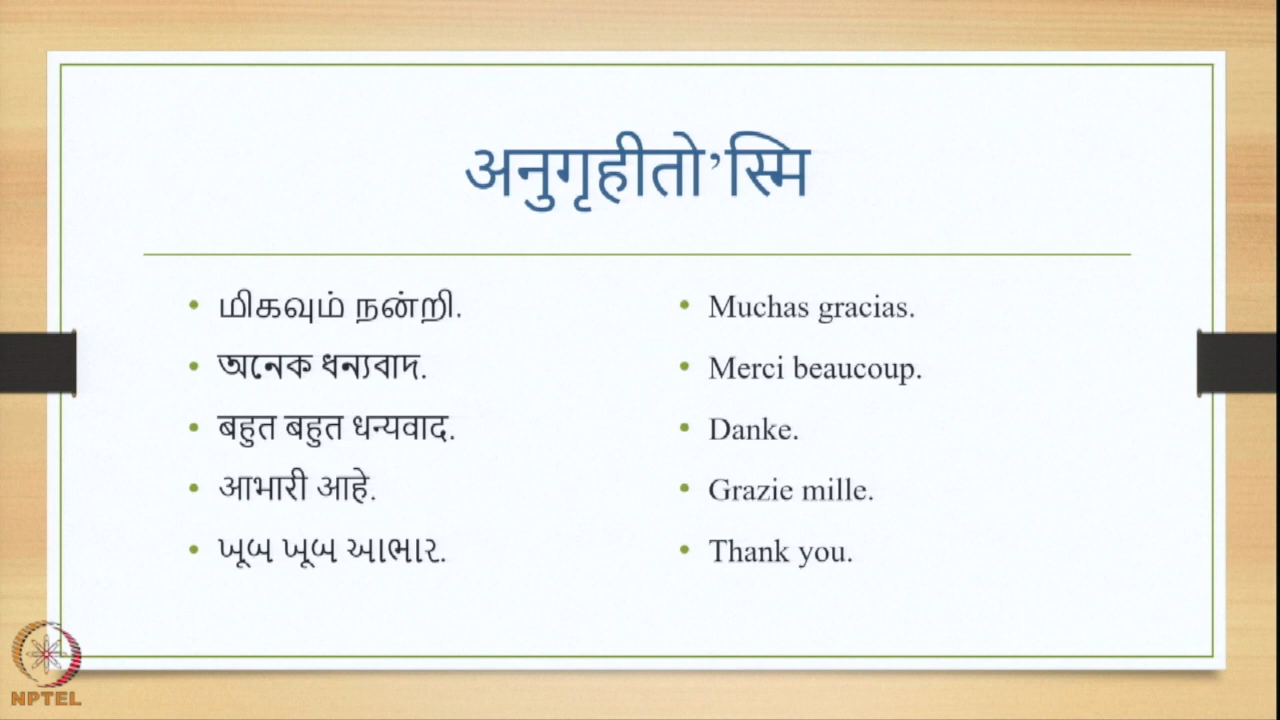 अनुगृहीतो’स्मि
மிகவும் நன்றி.
অনেক ধন্যবাদ.
बहुत बहुत धन्यवाद.
आभारी आहे.
ખૂબ ખૂબ આભાર.
Muchas gracias.
Merci beaucoup.
Danke.
Grazie mille.
Thank you.
NPTEL